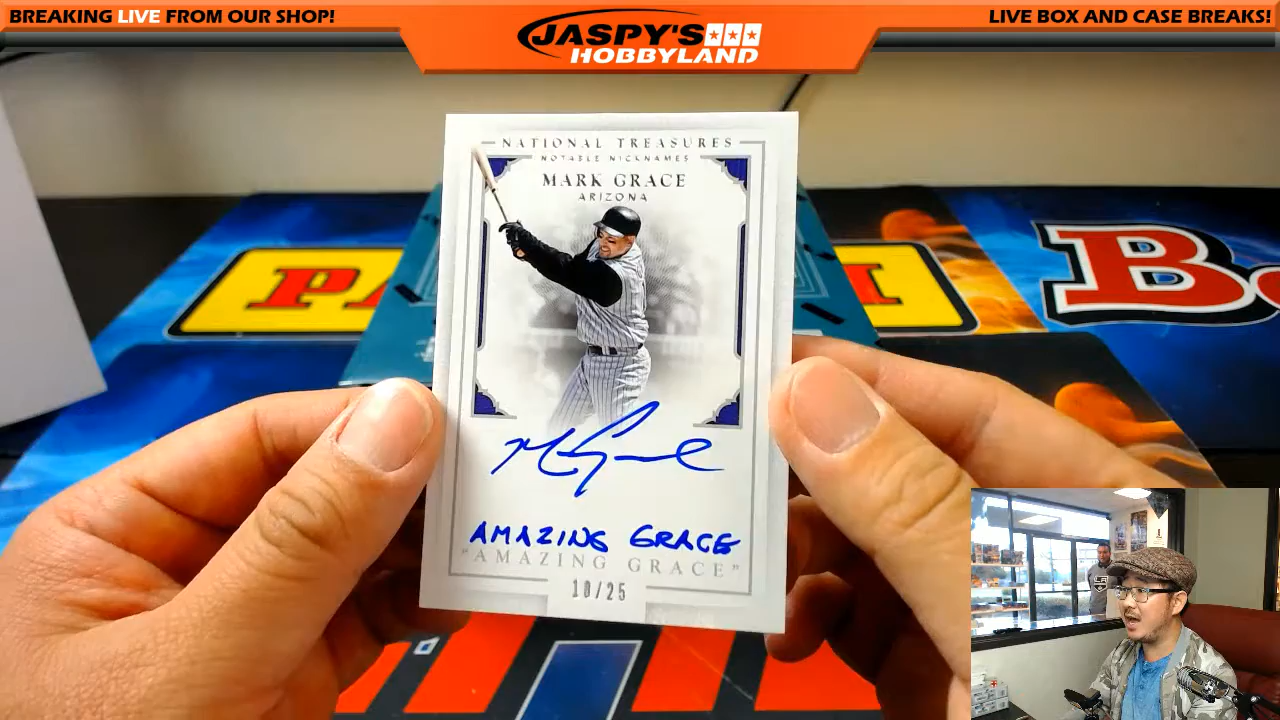 BREAKING LIVE FROM OUR SHOP!
JASPY'S
HOBBYLAND
LIVE BOX AND CASE BREAKS!
NATIONAL TREASURES
NOTABLE NICKNAMES
MARK GRACE
ARIZONA
AMAZING GRACE
"AMAZING GRACE"
10/25
LA